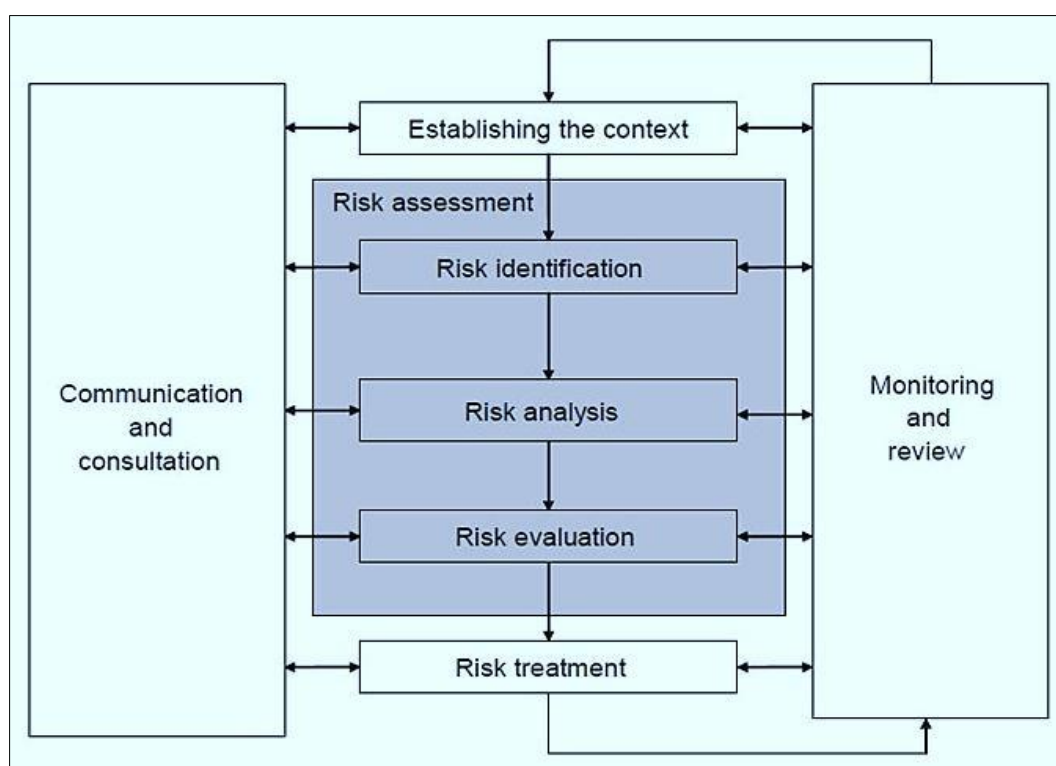 Establishing the context
Risk assessment
Risk identification
Communication
and
consultation
Risk analysis
Monitoring
and
review
Risk evaluation
Risk treatment